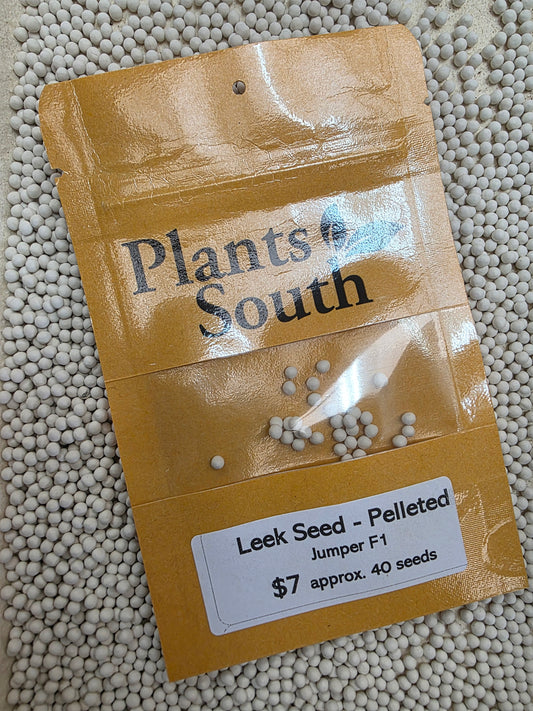 Plants
South
Leek Seed - Pelleted
Jumper F1
$7 approx. 40 seeds